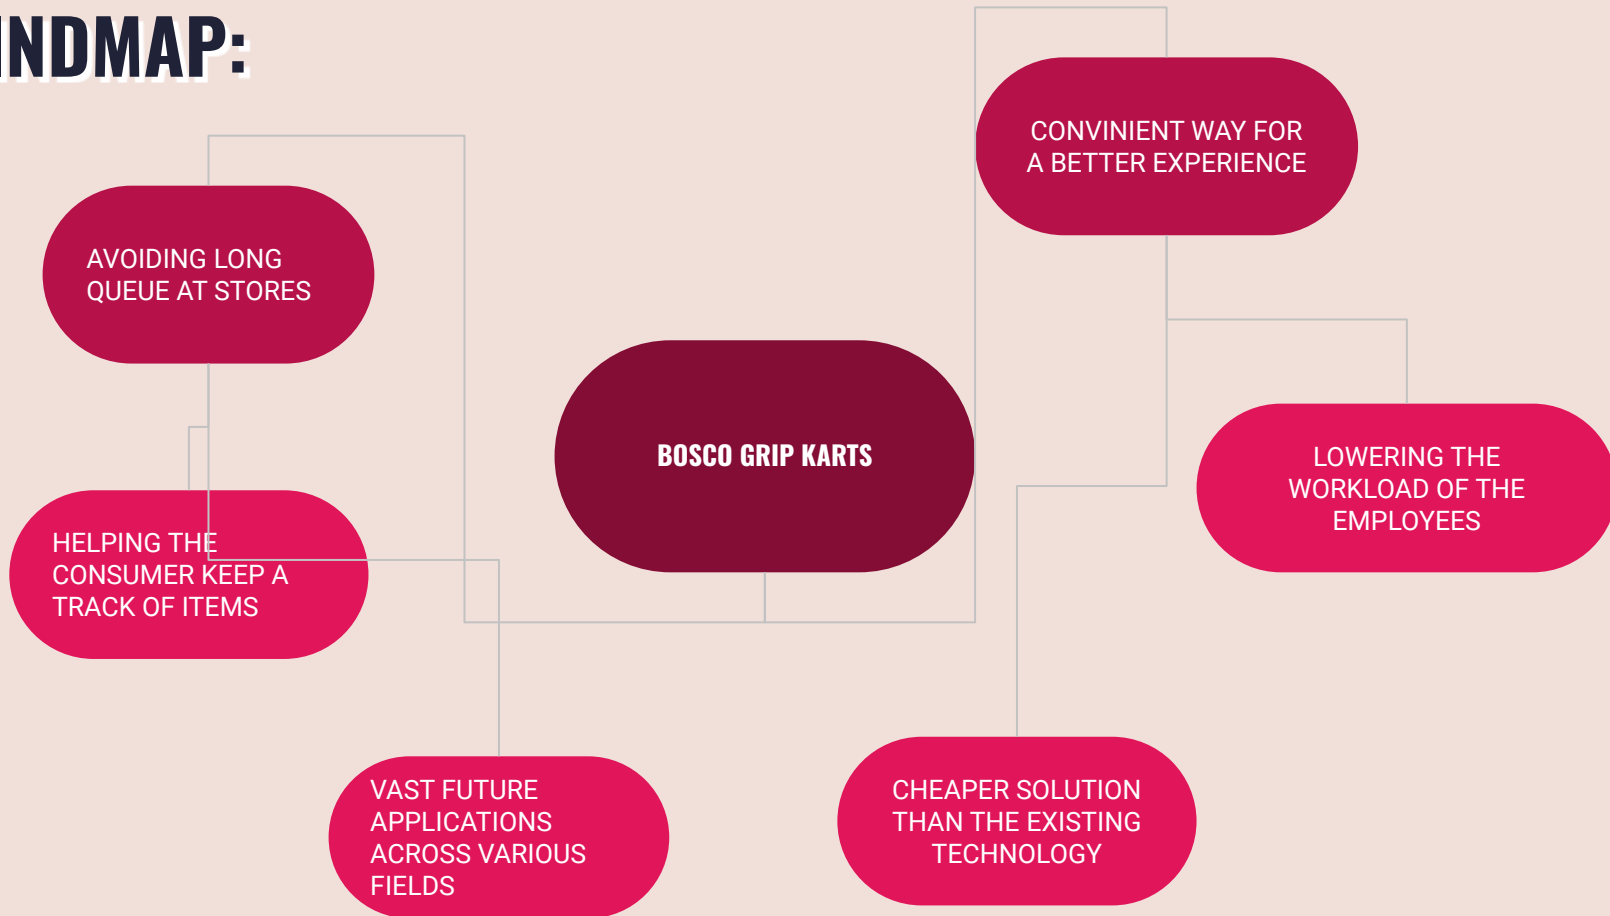 INDMAP:
CONVINIENT WAY FOR
A BETTER EXPERIENCE
AVOIDING LONG
QUEUE AT STORES
BOSCO GRIP KARTS
LOWERING THE
WORKLOAD OF THE
EMPLOYEES
HELPING THE
CONSUMER KEEP A
TRACK OF ITEMS
VAST FUTURE
APPLICATIONS
ACROSS VARIOUS
FIELDS
CHEAPER SOLUTION
THAN THE EXISTING
TECHNOLOGY